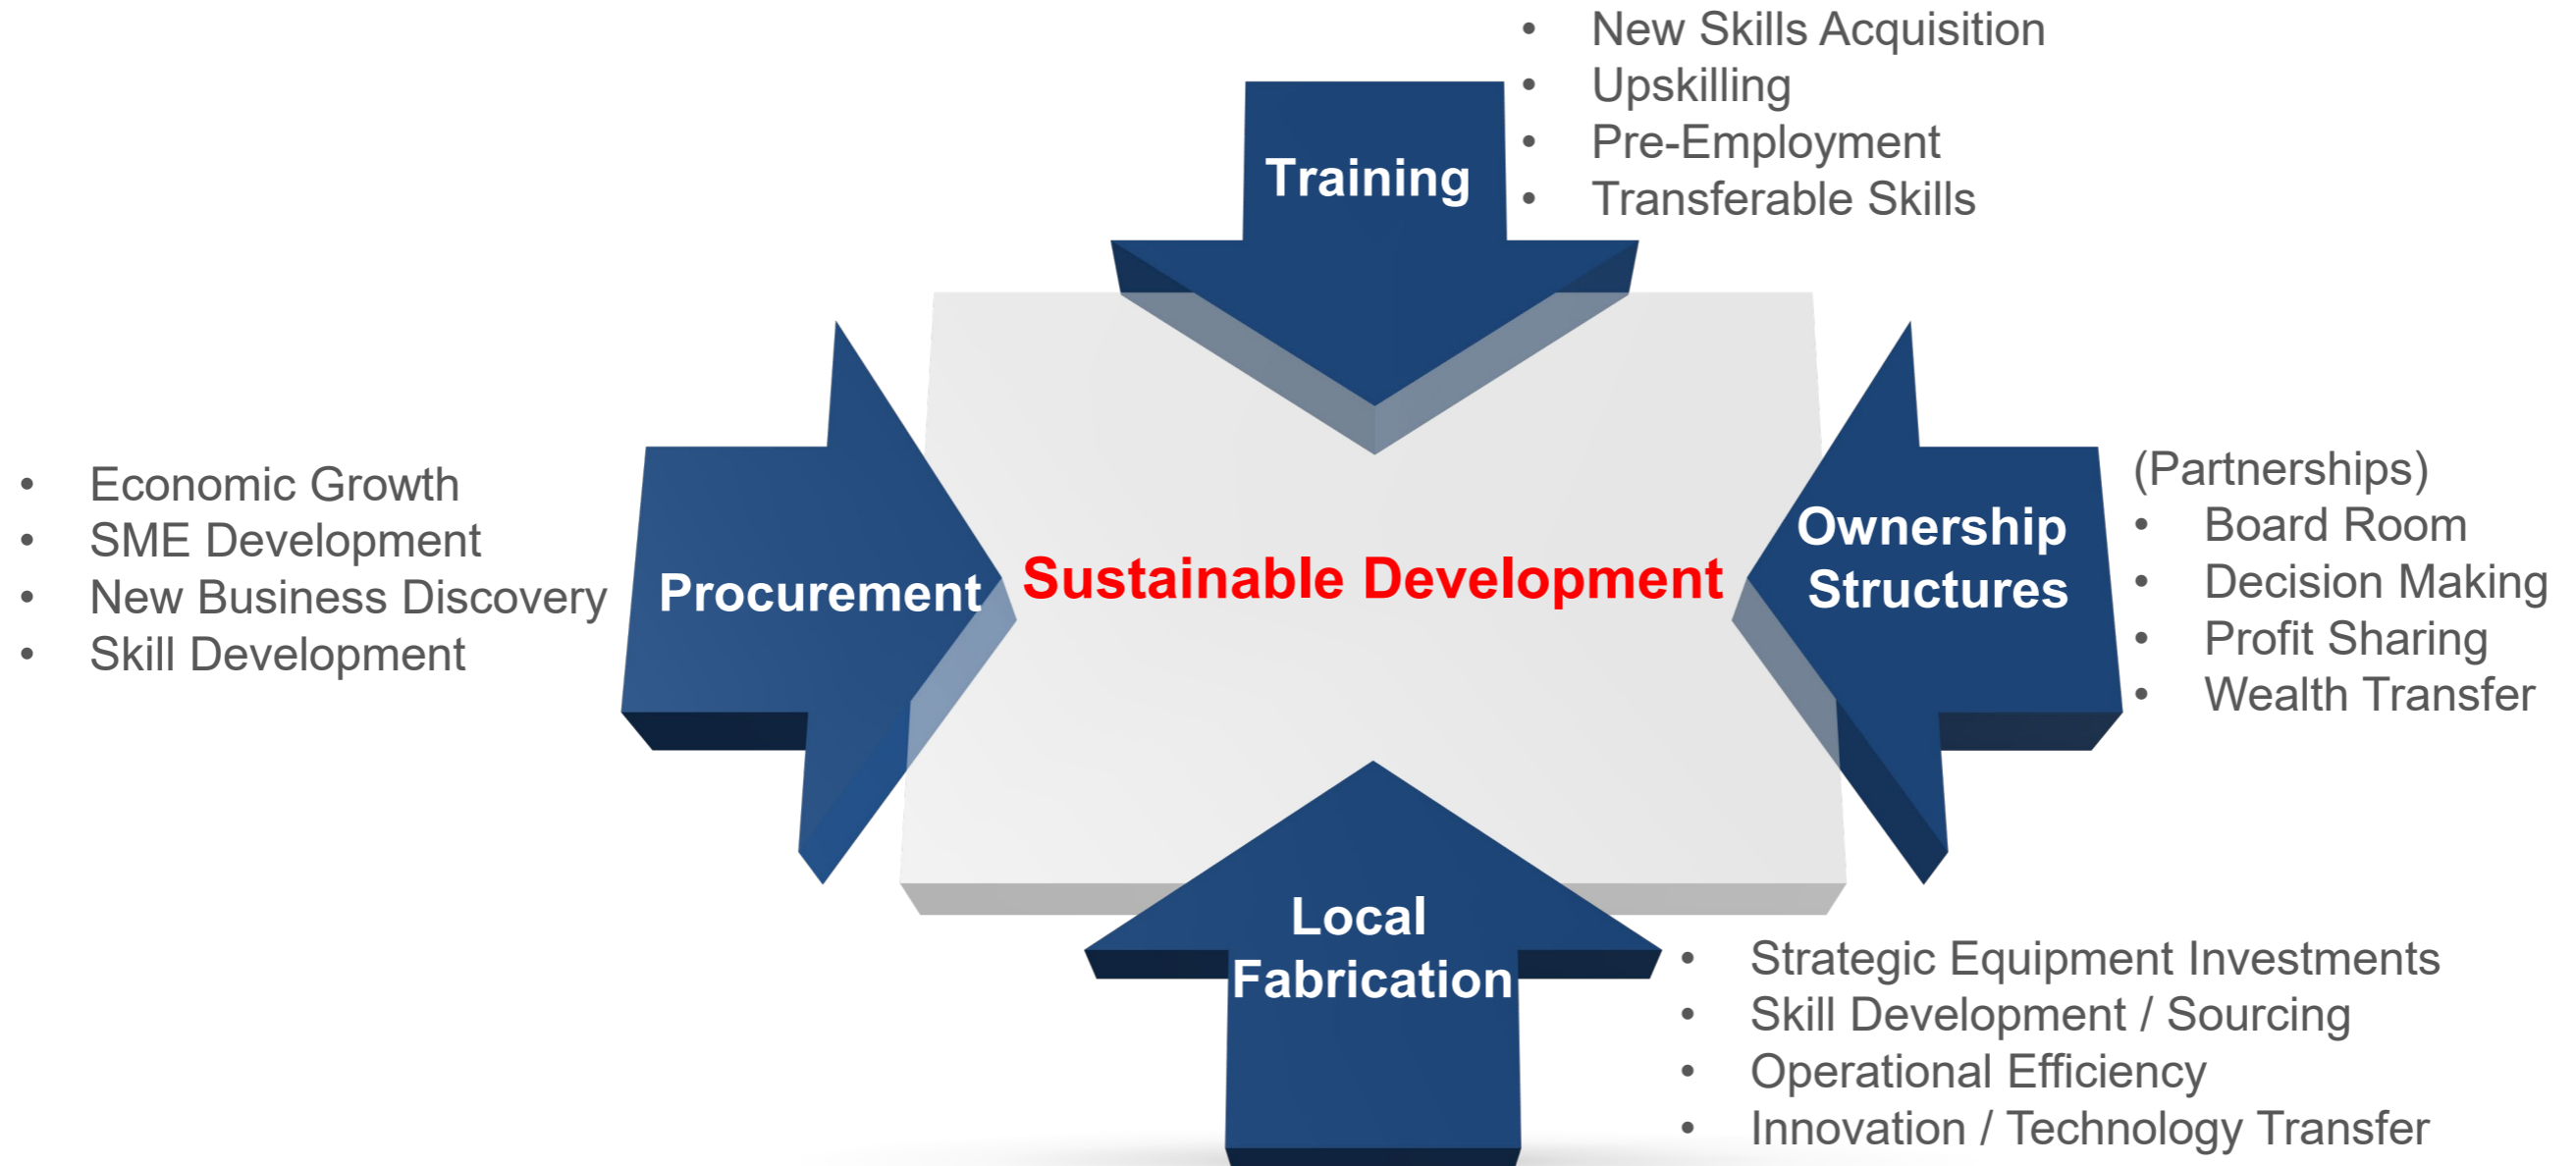 • New Skills Acquisition
• Upskilling
• Pre-Employment
• Transferable Skills
Training
• Economic Growth
• SME Development
• New Business Discovery
• Skill Development
Procurement
Sustainable Development
Ownership
Structures
(Partnerships)
• Board Room
• Decision Making
• Profit Sharing
• Wealth Transfer
Local
Fabrication
• Strategic Equipment Investments
• Skill Development / Sourcing
• Operational Efficiency
• Innovation / Technology Transfer